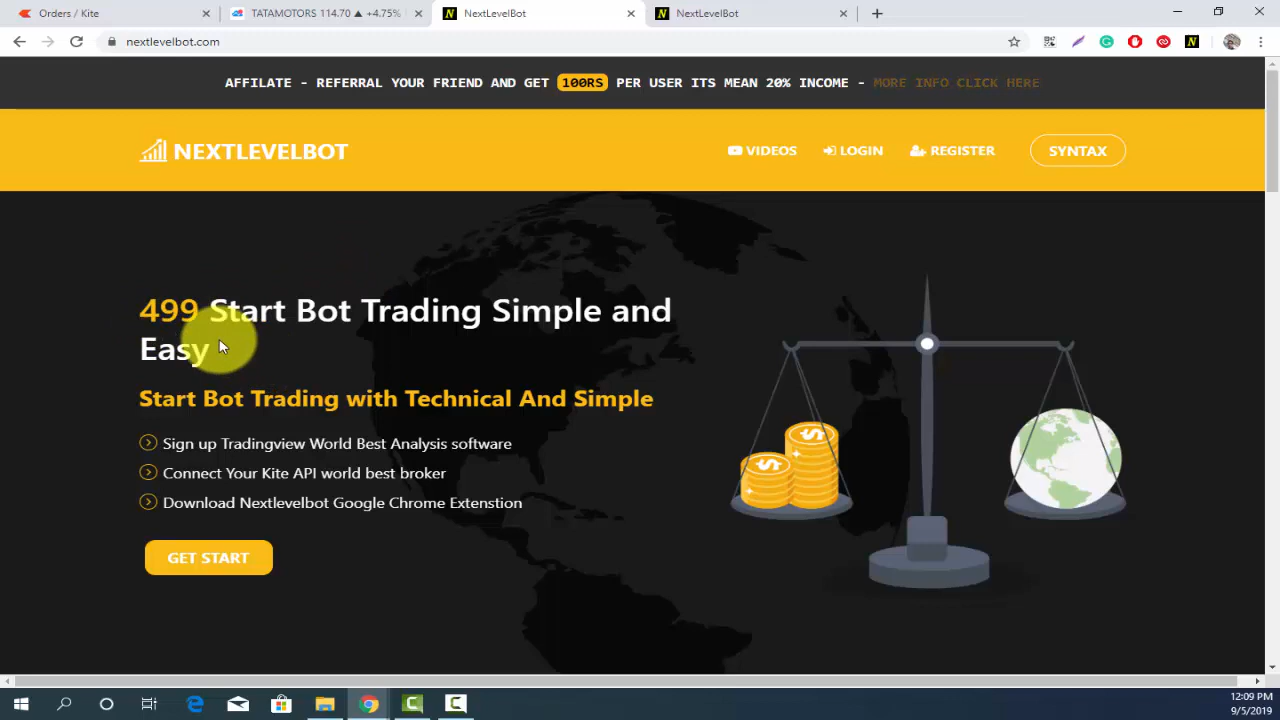 Orders / Kite
TATAMOTORS 114.70 ▲ +4.75%
NextLevelBot
NextLevelBot
nextlevelbot.com
AFFILATE - REFERRAL YOUR FRIEND AND GET 100RS PER USER ITS MEAN 20% INCOME - MORE INFO CLICK HERE
NEXTLEVELBOT
VIDEOS
LOGIN
REGISTER
SYNTAX
499 Start Bot Trading Simple and
Easy
Start Bot Trading with Technical And Simple
Sign up Tradingview World Best Analysis software
Connect Your Kite API world best broker
Download Nextlevelbot Google Chrome Extenstion
GET START
12:09 PM
9/5/2019